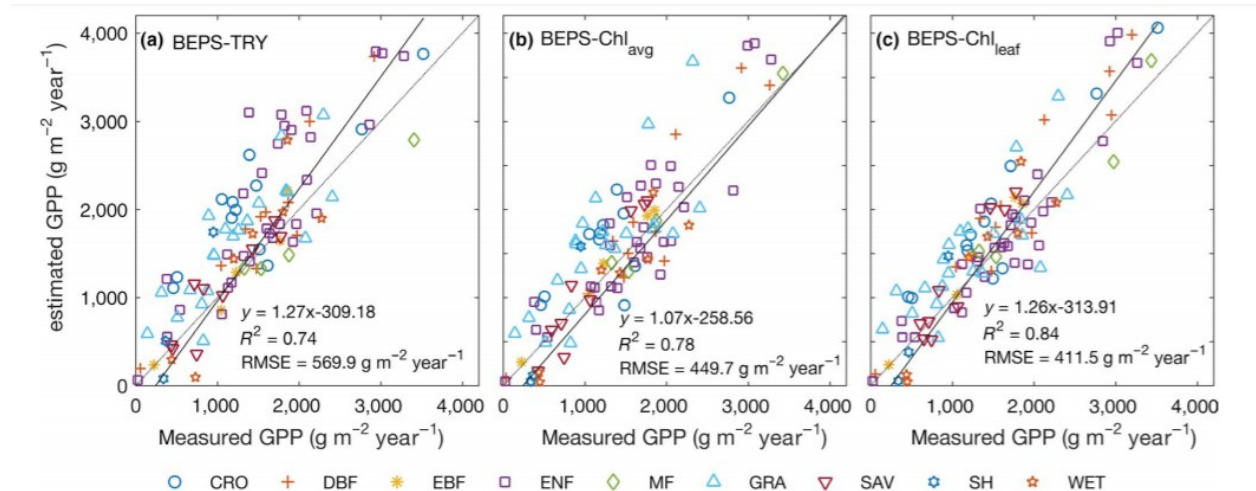 (a) BEPS-TRY
(b) BEPS-Chl avg
(c) BEPS-Chl leaf
estimated GPP (g m⁻² year⁻¹)
4,000
3,000
2,000
1,000
0
y = 1.27x-309.18
R² = 0.74
RMSE = 569.9 g m⁻² year⁻¹
y = 1.07x-258.56
R² = 0.78
RMSE = 449.7 g m⁻² year⁻¹
y = 1.26x-313.91
R² = 0.84
RMSE = 411.5 g m⁻² year⁻¹
0 1,000 2,000 3,000 4,000
0 1,000 2,000 3,000 4,000
0 1,000 2,000 3,000 4,000
Measured GPP (g m⁻² year⁻¹)
Measured GPP (g m⁻² year⁻¹)
Measured GPP (g m⁻² year⁻¹)
CRO DBF EBF ENF MF GRA SAV SH WET